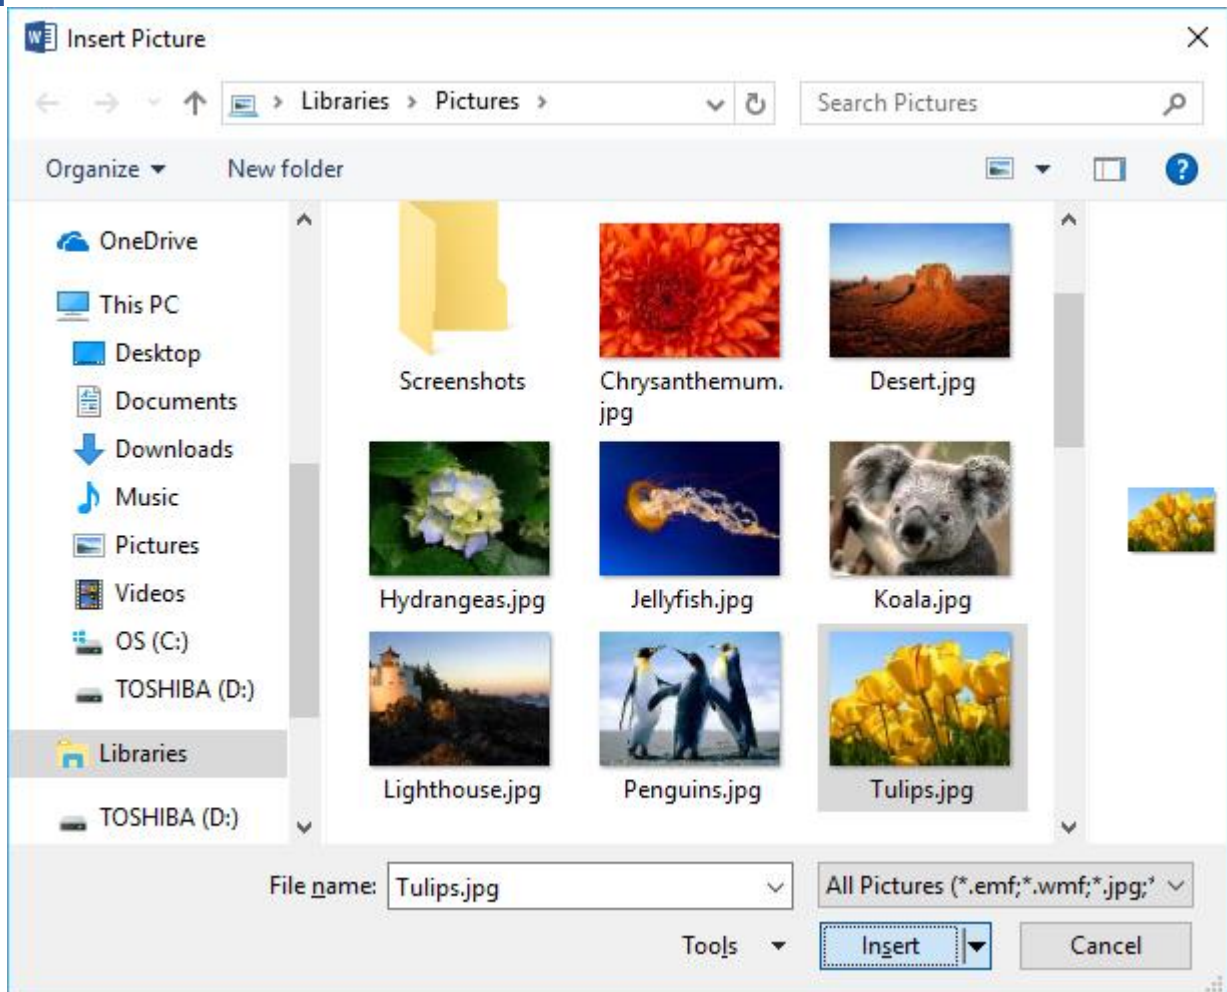 Insert Picture
Libraries > Pictures >
Search Pictures
Organize
New folder
OneDrive
This PC
Desktop
Documents
Downloads
Music
Pictures
Videos
OS (C:)
TOSHIBA (D:)
Libraries
TOSHIBA (D:)
Screenshots
Chrysanthemum.
jpg
Desert.jpg
Hydrangeas.jpg
Jellyfish.jpg
Koala.jpg
Lighthouse.jpg
Penguins.jpg
Tulips.jpg
File name: Tulips.jpg
All Pictures (*.emf;*.wmf;*.jpg;*
Tools
Insert
Cancel